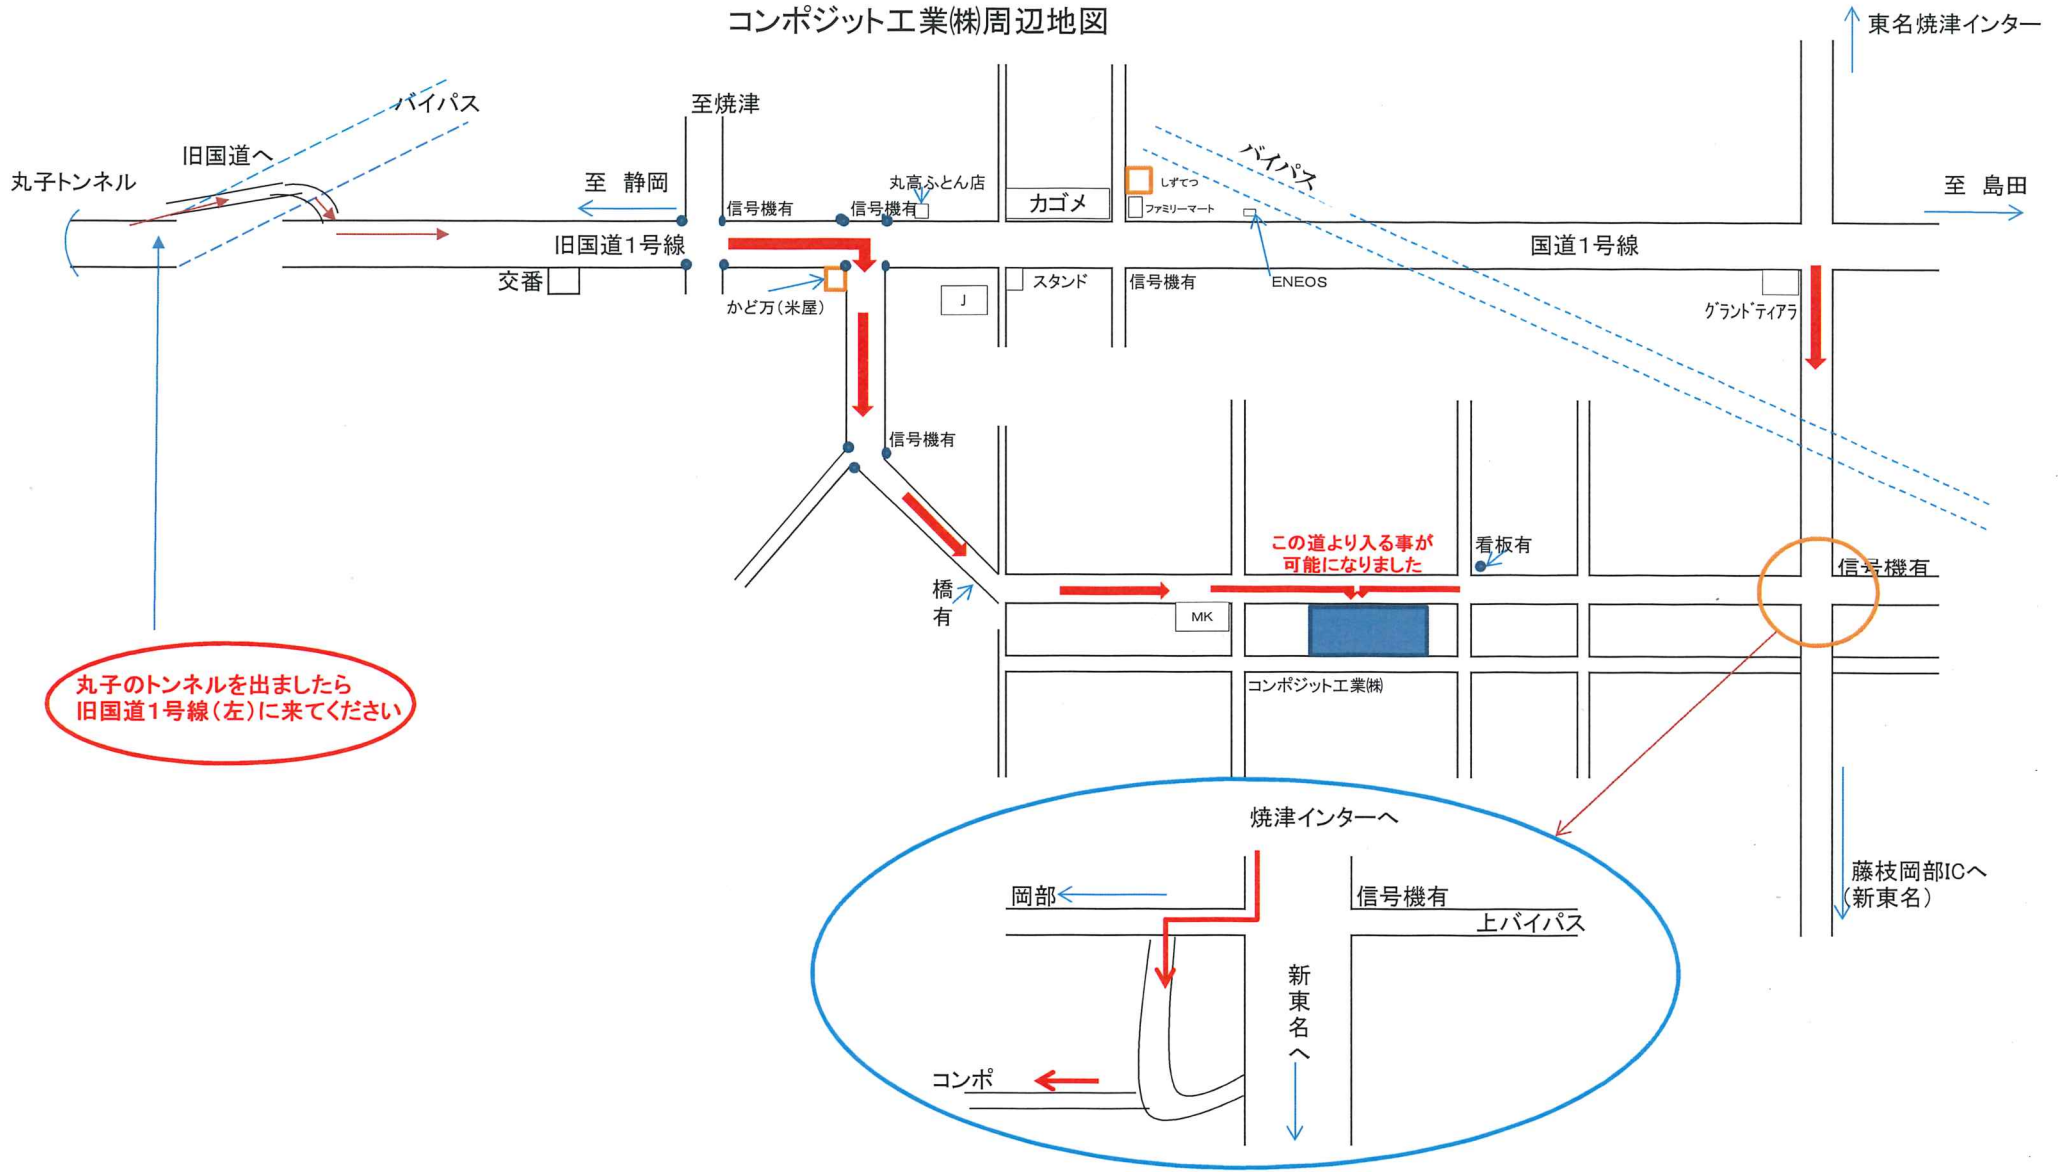 コンポジット工業㈱周辺地図
東名焼津インター
バイパス
至焼津
旧国道へ
丸子トンネル
至 静岡
丸高ふとん店
信号機有
信号機有
カゴメ
しずてつ
ファミリーマート
バイパス
至 島田
旧国道1号線
国道1号線
交番
かど万(米屋)
J
スタンド
信号機有
ENEOS
グランドティアラ
信号機有
この道より入る事が
可能になりました
看板有
信号機有
橋
有
MK
コンポジット工業㈱
丸子のトンネルを出ましたら
旧国道1号線(左)に来てください
焼津インターへ
岡部
信号機有
上バイパス
新東名へ
コンポ
藤枝岡部ICへ
(新東名)